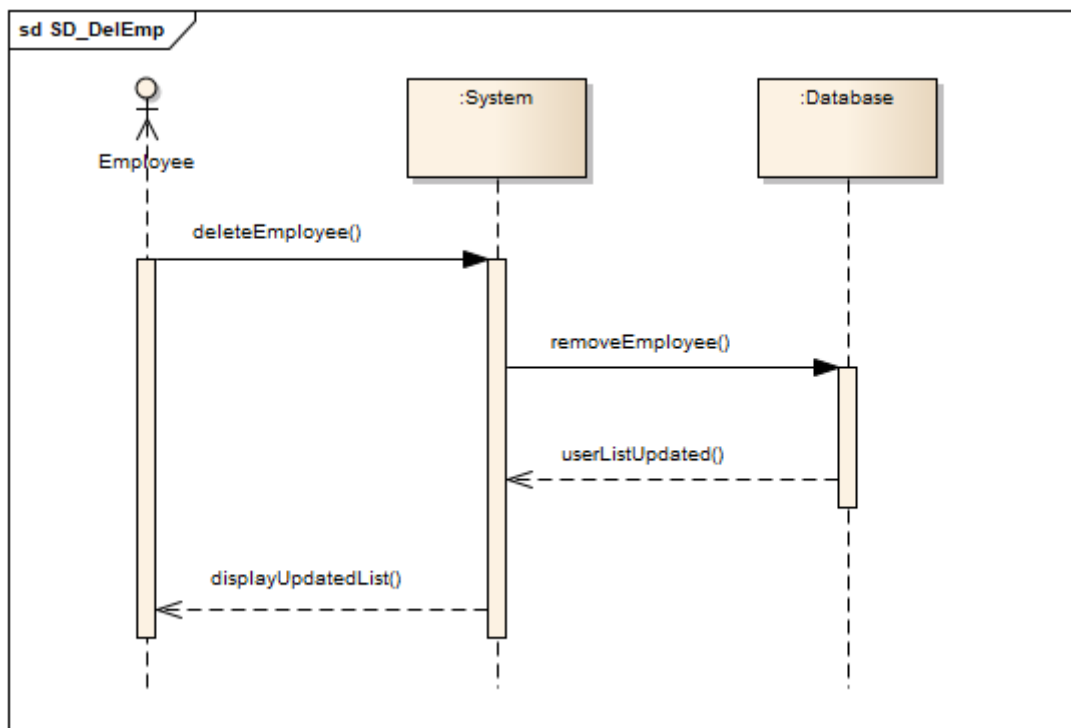 sd SD_DelEmp
:System
:Database
Employee
deleteEmployee()
removeEmployee()
userListUpdated()
displayUpdatedList()